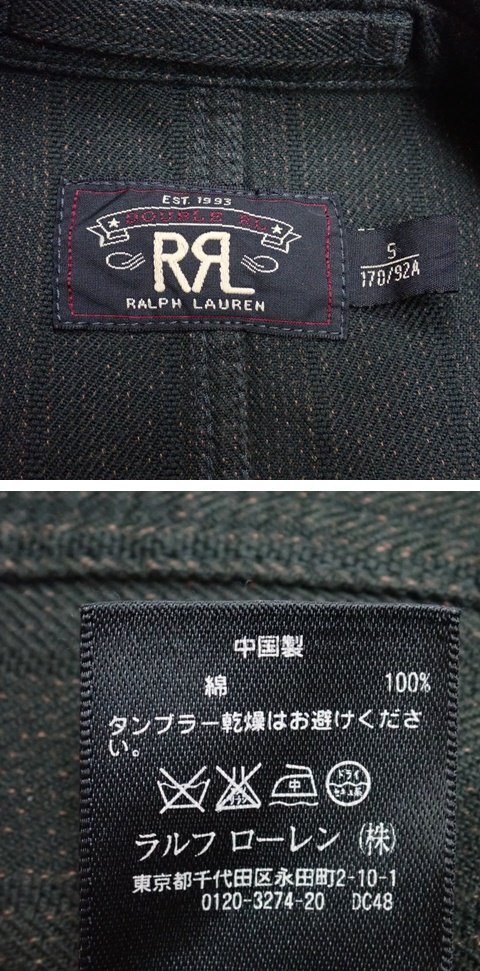 EST. 1993
DOUBLE RL
RRL
RALPH LAUREN
S
170/92A
中国製
綿 100%
タンブラー乾燥はお避けくださ
い。
ドライ
ラルフ ローレン (株)
東京都千代田区永田町2-10-1
0120-3274-20 DC48